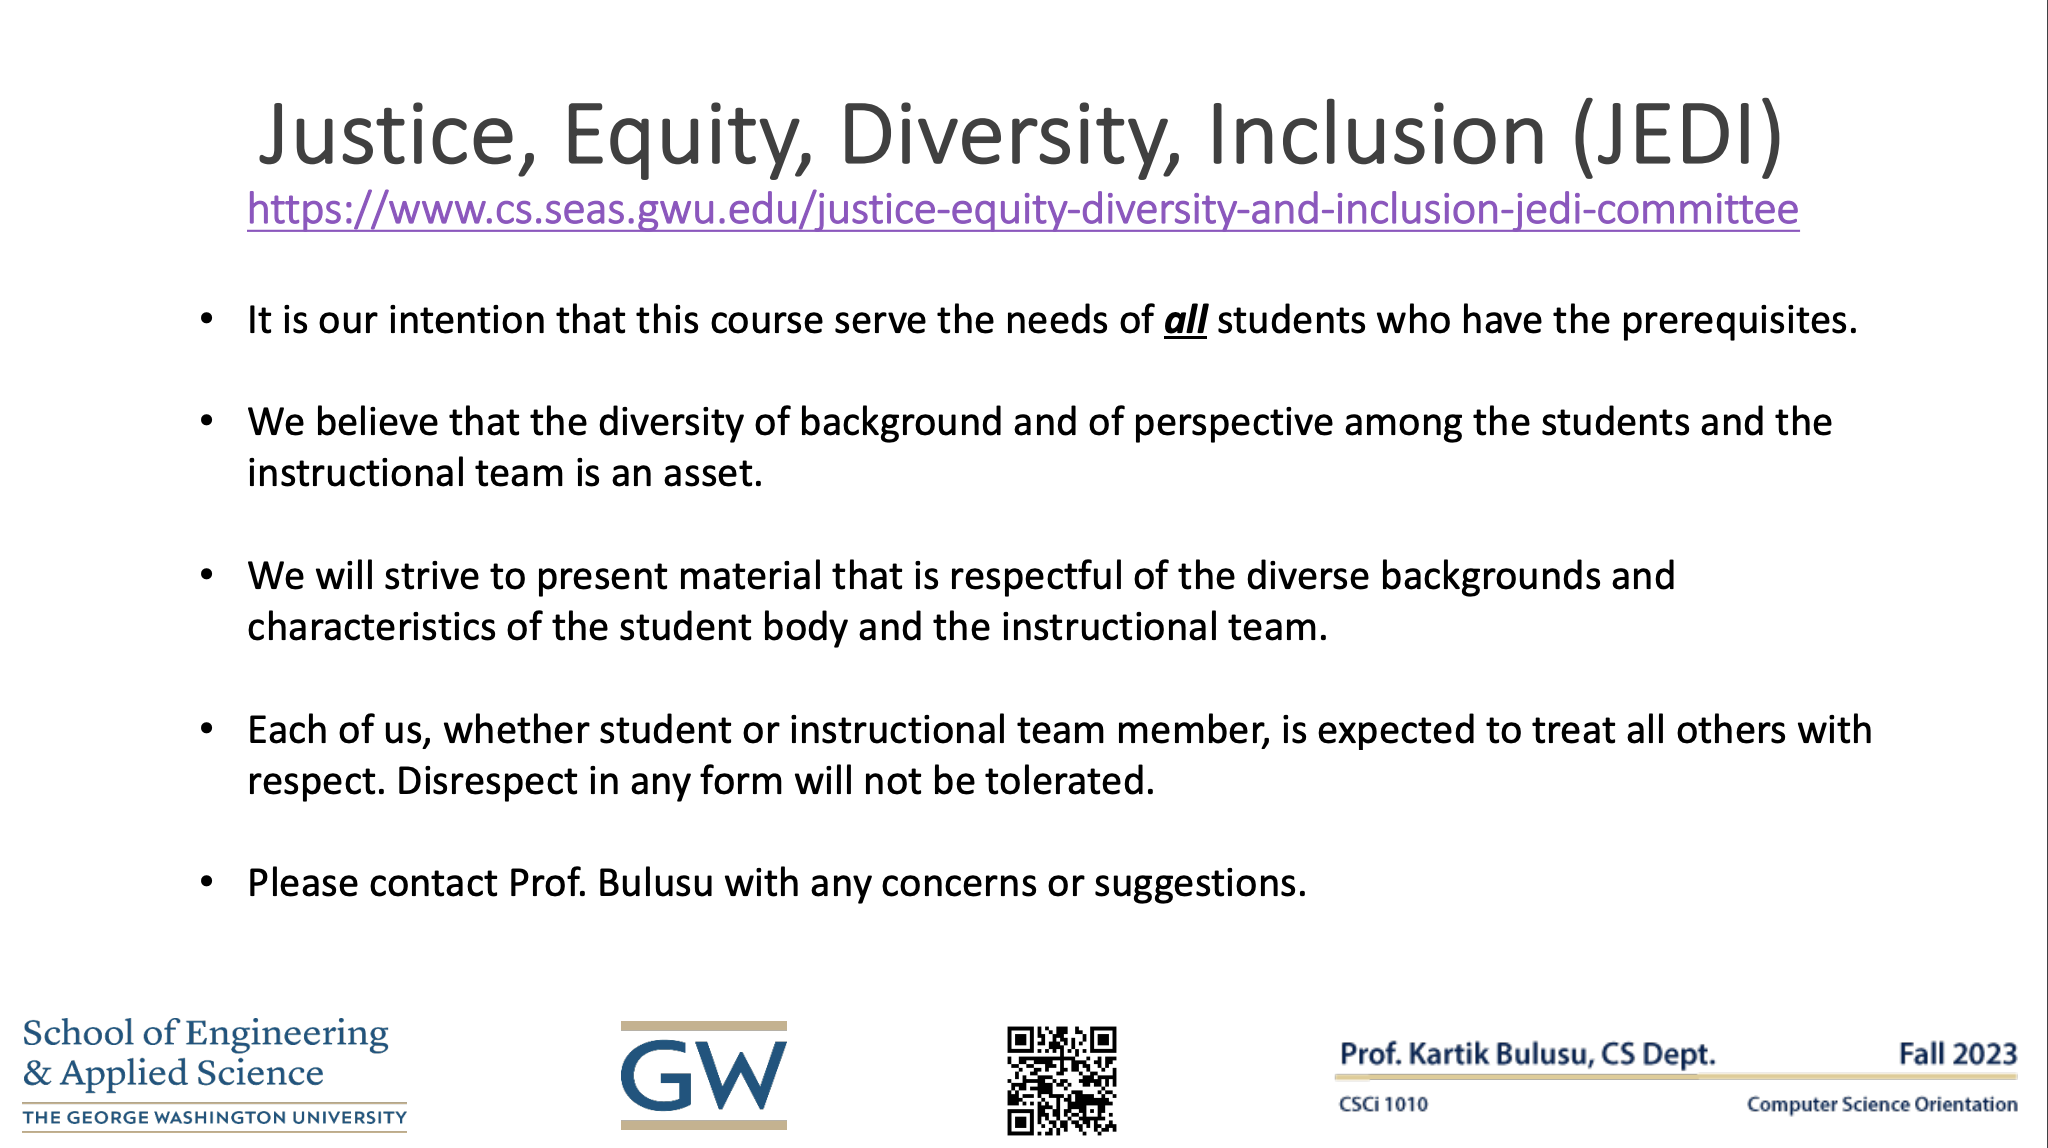 Justice, Equity, Diversity, Inclusion (JEDI)
https://www.cs.seas.gwu.edu/justice-equity-diversity-and-inclusion-jedi-committee
• It is our intention that this course serve the needs of all students who have the prerequisites.
• We believe that the diversity of background and of perspective among the students and the
instructional team is an asset.
• We will strive to present material that is respectful of the diverse backgrounds and
characteristics of the student body and the instructional team.
• Each of us, whether student or instructional team member, is expected to treat all others with
respect. Disrespect in any form will not be tolerated.
• Please contact Prof. Bulusu with any concerns or suggestions.
School of Engineering
& Applied Science
THE GEORGE WASHINGTON UNIVERSITY
GW
Prof. Kartik Bulusu, CS Dept.
Fall 2023
CSCi 1010
Computer Science Orientation